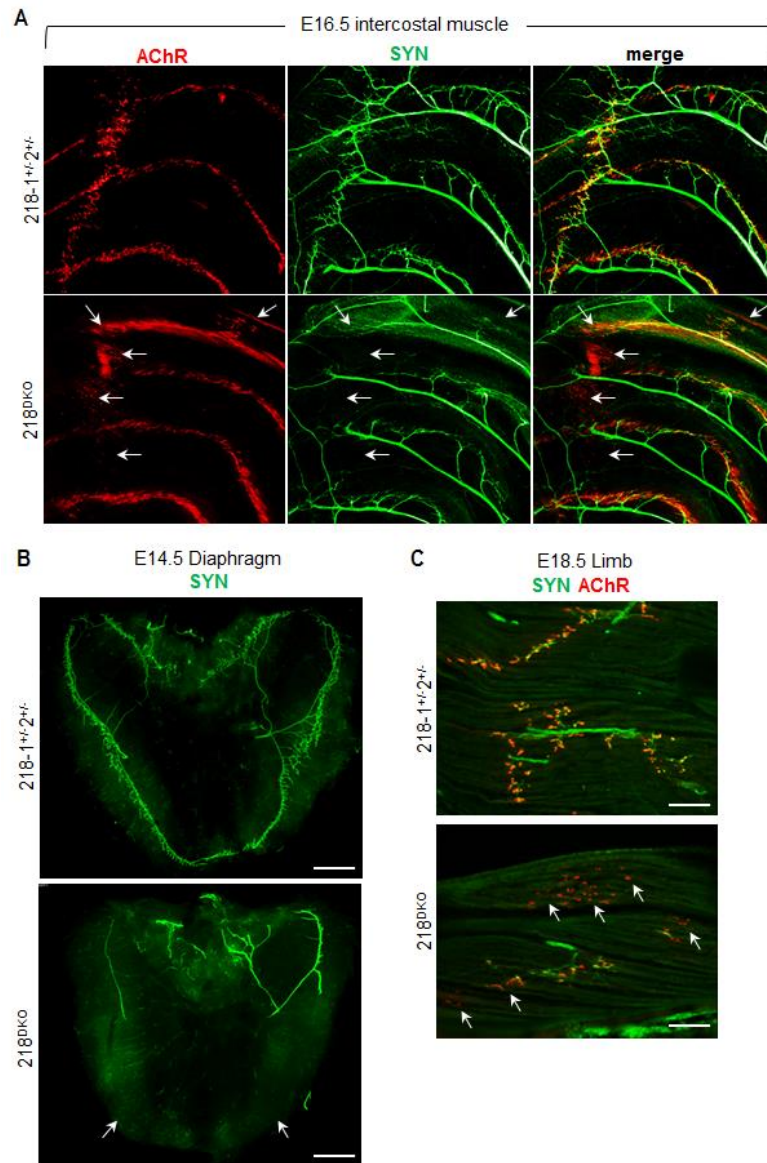 A
E16.5 intercostal muscle
AChR SYN merge
218-1+/-2+/-
218DKO
B
E14.5 Diaphragm
SYN
218-1+/-2+/-
218DKO
C
E18.5 Limb
SYN AChR
218-1+/-2+/-
218DKO